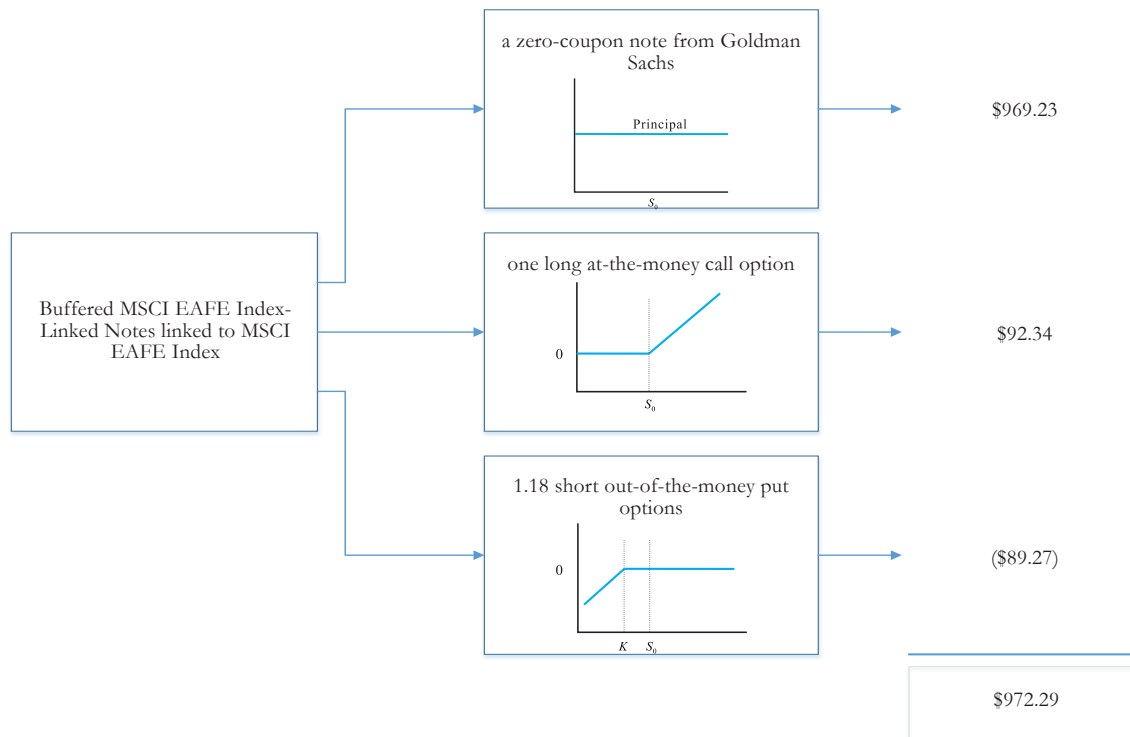 a zero-coupon note from Goldman
Sachs
Principal
S0
$969.23
Buffered MSCI EAFE Index-
Linked Notes linked to MSCI
EAFE Index
one long at-the-money call option
0
S0
$92.34
1.18 short out-of-the-money put
options
0
K S0
($89.27)
$972.29